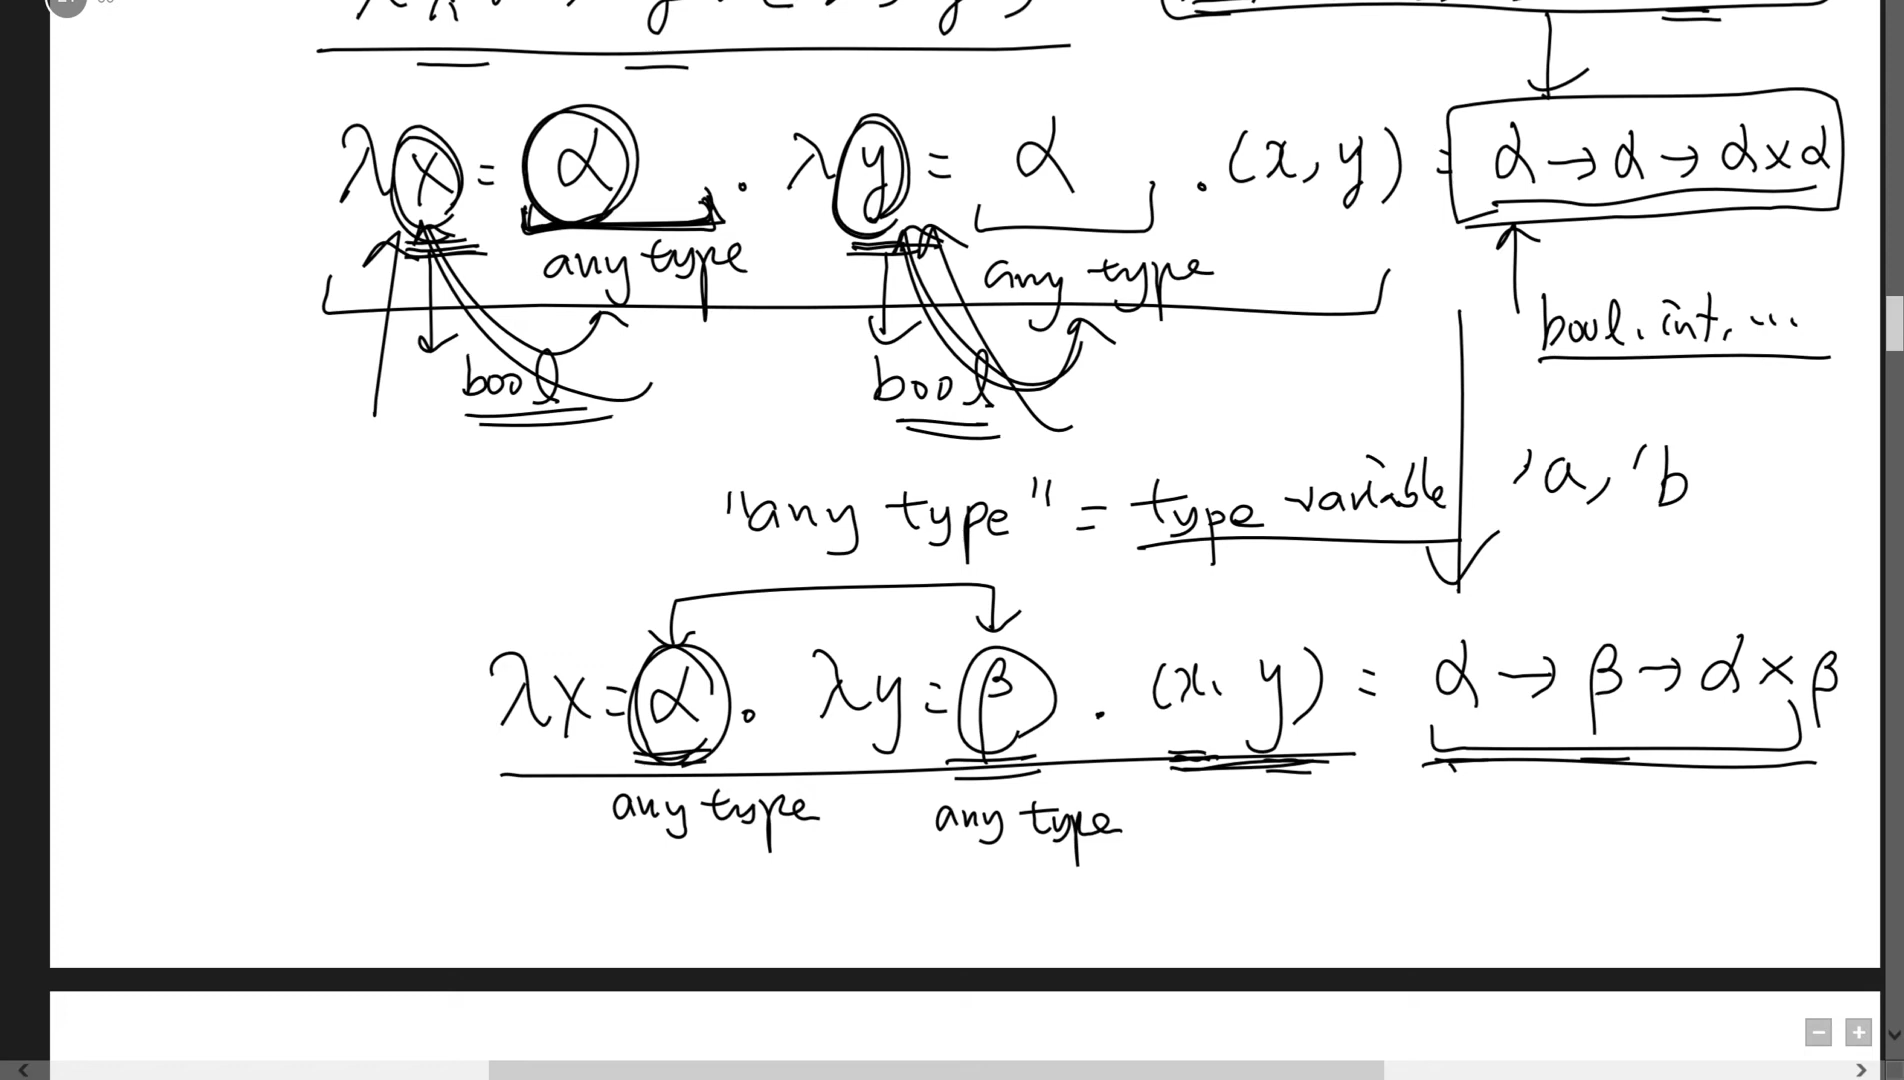 λx = α . λy = α . (x, y) = α → α → α × α
any type any type
bool bool bool, int, ...
"any type" = type variable 'a, 'b
λx = α . λy = β . (x, y) = α → β → α × β
any type any type